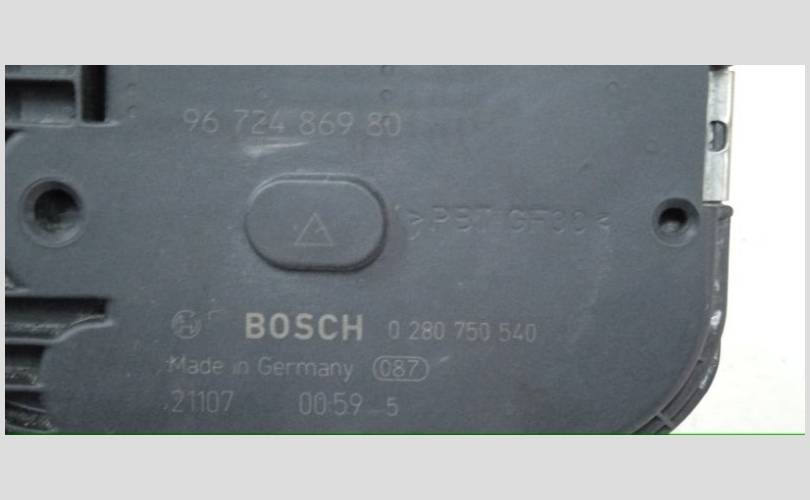 96 724 869 80
>PBT GF30<
BOSCH 0 280 750 540
Made in Germany 087
21107 00:59 5